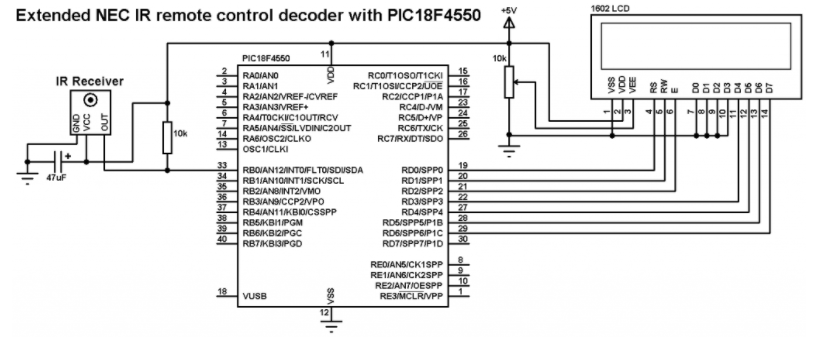 Extended NEC IR remote control decoder with PIC18F4550
+5V
1602 LCD
PIC18F4550
11
VDD
10k
IR Receiver
GND
VCC
OUT
10k
47uF
+
2 RA0/AN0
3 RA1/AN1
4 RA2/AN2/VREF-/CVREF
5 RA3/AN3/VREF+
6 RA4/T0CKI/C1OUT/RCV
7 RA5/AN4/SS/LVDIN/C2OUT
14 RA6/OSC2/CLKO
13 OSC1/CLKI
33 RB0/AN12/INT0/FLT0/SDI/SDA
34 RB1/AN10/INT1/SCK/SCL
35 RB2/AN8/INT2/VMO
36 RB3/AN9/CCP2/VPO
37 RB4/AN11/KBI0/CSSPP
38 RB5/KBI1/PGM
39 RB6/KBI2/PGC
40 RB7/KBI3/PGD
18 VUSB
RC0/T1OSO/T1CKI 15
RC1/T1OSI/CCP2/UOE 16
RC2/CCP1/P1A 17
RC4/D-/VM 23
RC5/D+/VP 24
RC6/TX/CK 25
RC7/RX/DT/SDO 26
RD0/SPP0 19
RD1/SPP1 20
RD2/SPP2 21
RD3/SPP3 22
RD4/SPP4 27
RD5/SPP5/P1B 28
RD6/SPP6/P1C 29
RD7/SPP7/P1D 30
RE0/AN5/CK1SPP 8
RE1/AN6/CK2SPP 9
RE2/AN7/OESPP 10
RE3/MCLR/VPP 1
VSS
12
VSS VDD VEE RS RW E D0 D1 D2 D3 D4 D5 D6 D7
1 2 3 4 5 6 7 8 9 10 11 12 13 14